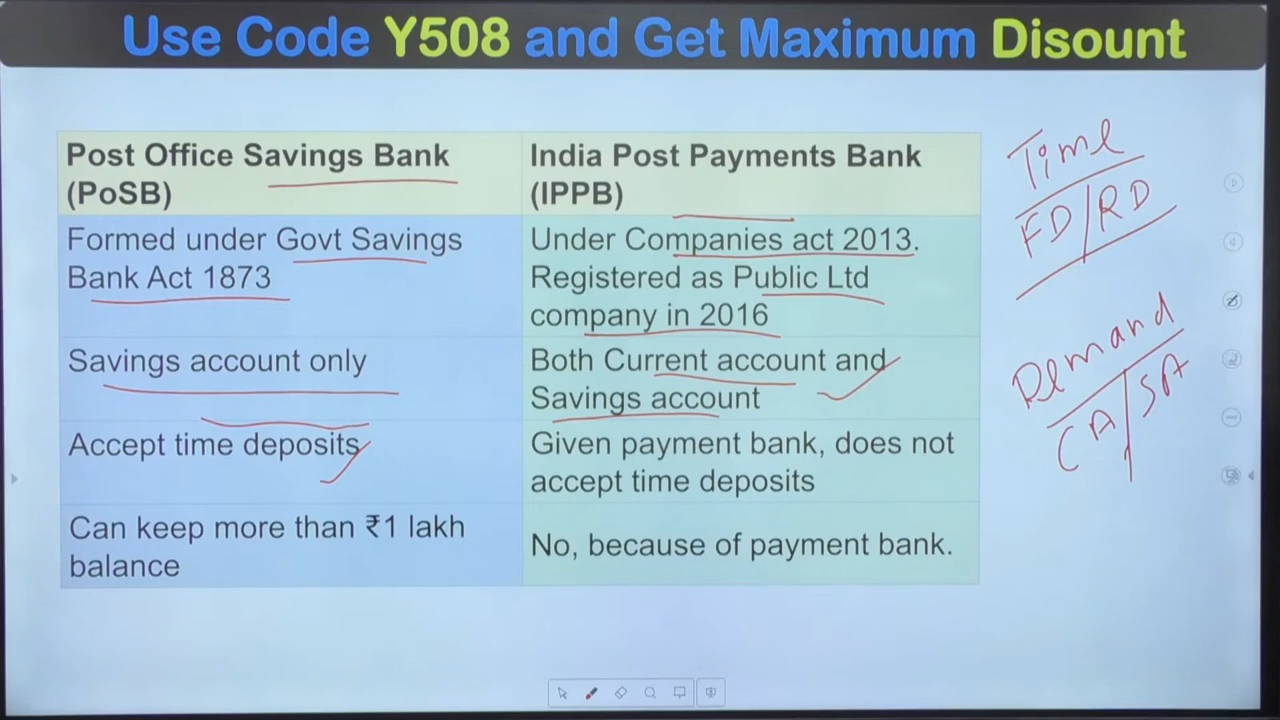 Use Code Y508 and Get Maximum Disount
Post Office Savings Bank
(PoSB)
India Post Payments Bank
(IPPB)
Formed under Govt Savings
Bank Act 1873
Under Companies act 2013.
Registered as Public Ltd
company in 2016
Savings account only
Both Current account and
Savings account
Accept time deposits
Given payment bank, does not
accept time deposits
Can keep more than ₹1 lakh
balance
No, because of payment bank.
Time
FD/RD
Demand
CA/SA